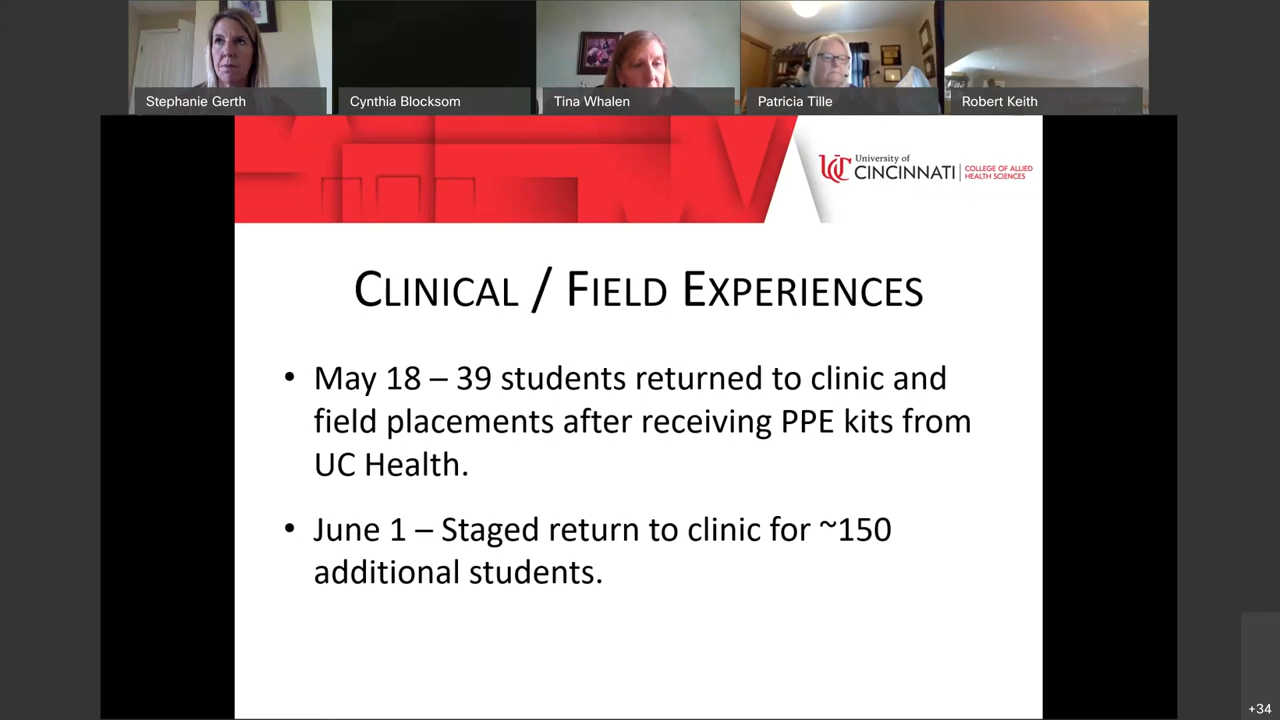 Stephanie Gerth
Cynthia Blocksom
Tina Whalen
Patricia Tille
Robert Keith
UC
University of
CINCINNATI
COLLEGE OF ALLIED
HEALTH SCIENCES
CLINICAL / FIELD EXPERIENCES
• May 18 – 39 students returned to clinic and
field placements after receiving PPE kits from
UC Health.
• June 1 – Staged return to clinic for ~150
additional students.
+34